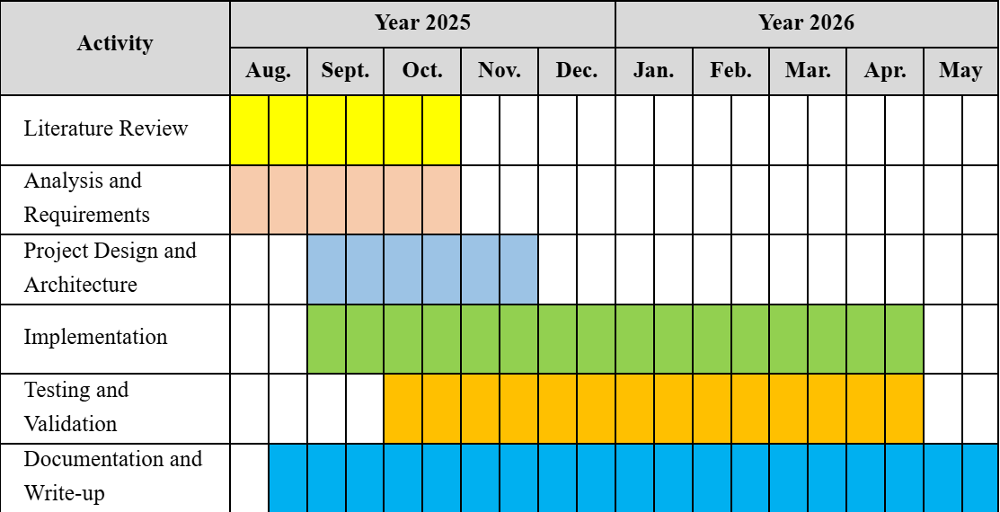 Activity
Year 2025
Year 2026
Aug.
Sept.
Oct.
Nov.
Dec.
Jan.
Feb.
Mar.
Apr.
May
Literature Review
Analysis and
Requirements
Project Design and
Architecture
Implementation
Testing and
Validation
Documentation and
Write-up